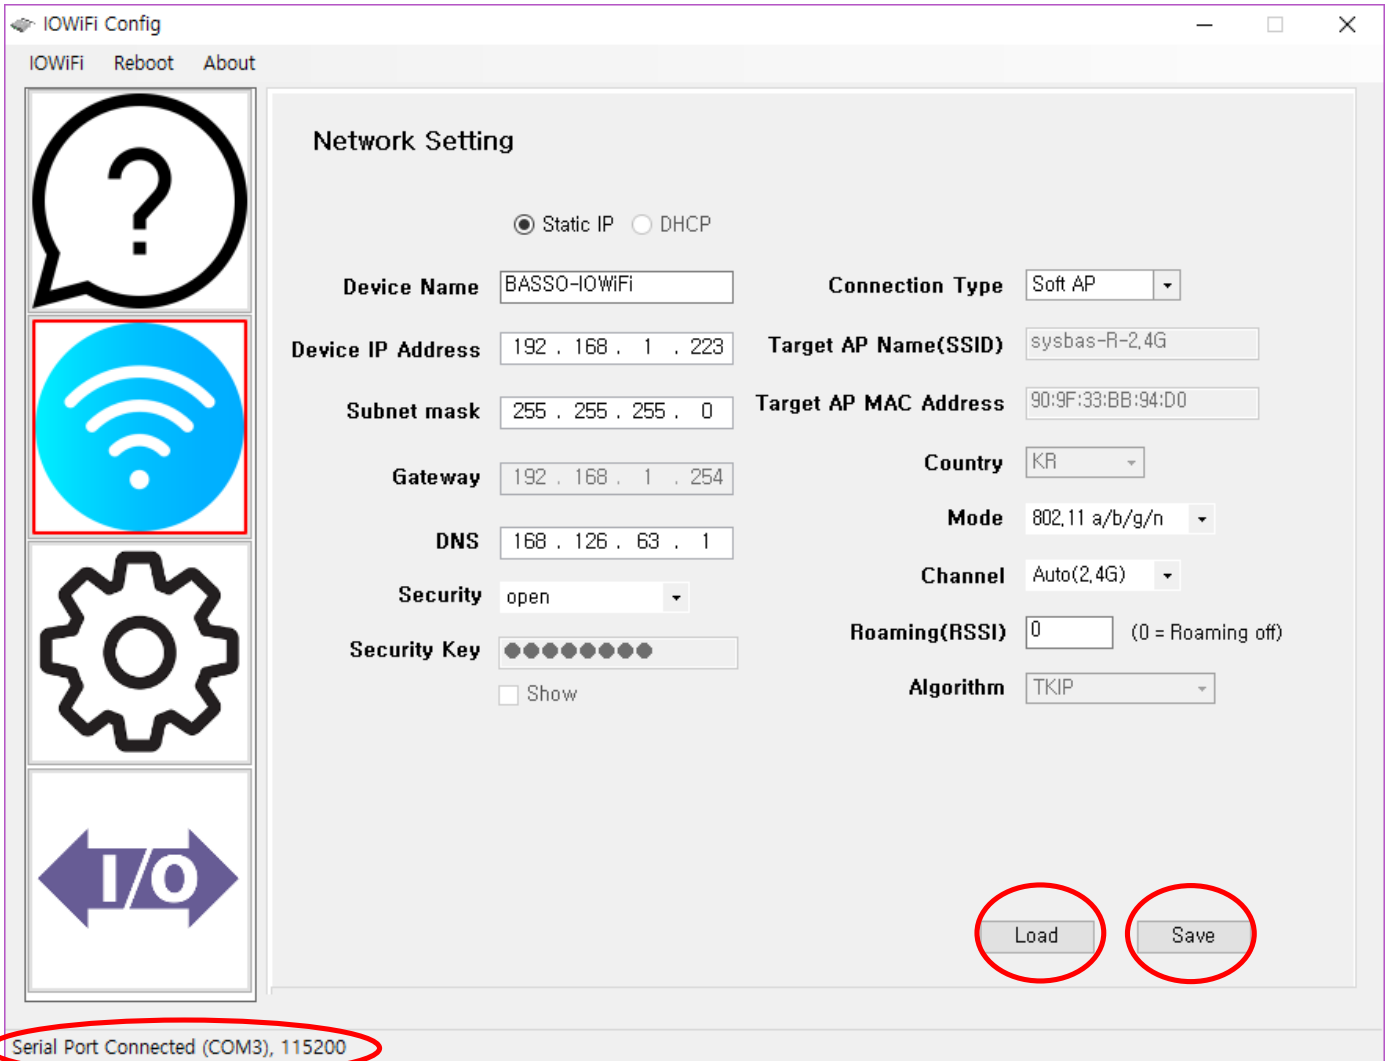 IOWiFi Config
IOWiFi Reboot About
?
Network Setting
Static IP DHCP
Device Name BASSO-IOWiFi
Device IP Address 192 . 168 . 1 . 223
Subnet mask 255 . 255 . 255 . 0
Gateway 192 . 168 . 1 . 254
DNS 168 . 126 . 63 . 1
Security open
Security Key ●●●●●●●●
Show
Connection Type Soft AP
Target AP Name(SSID) sysbas-R-2.4G
Target AP MAC Address 90:9F:33:BB:94:D0
Country KR
Mode 802.11 a/b/g/n
Channel Auto(2.4G)
Roaming(RSSI) 0 (0 = Roaming off)
Algorithm TKIP
I/O
Load Save
Serial Port Connected (COM3), 115200